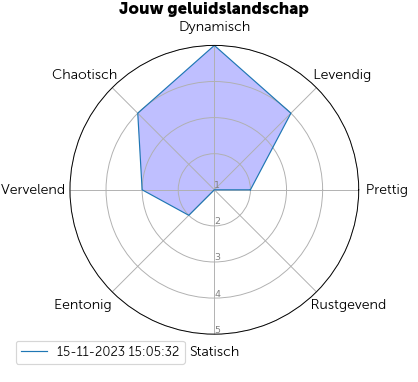 Jouw geluidslandschap
Dynamisch
Chaotisch
Levendig
Vervelend
1
Prettig
2
3
4
Eentonig
Rustgevend
5
15-11-2023 15:05:32
Statisch